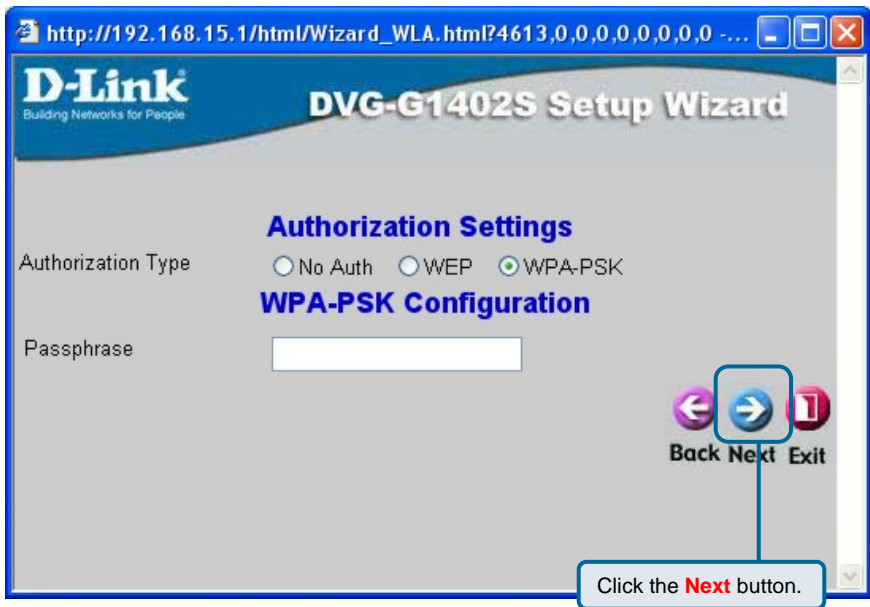 http://192.168.15.1/html/Wizard_WLA.html?4613,0,0,0,0,0,0,0,0 -...
D-Link
Building Networks for People
DVG-G1402S Setup Wizard
Authorization Settings
Authorization Type
No Auth WEP WPA-PSK
WPA-PSK Configuration
Passphrase
Back Next Exit
Click the Next button.